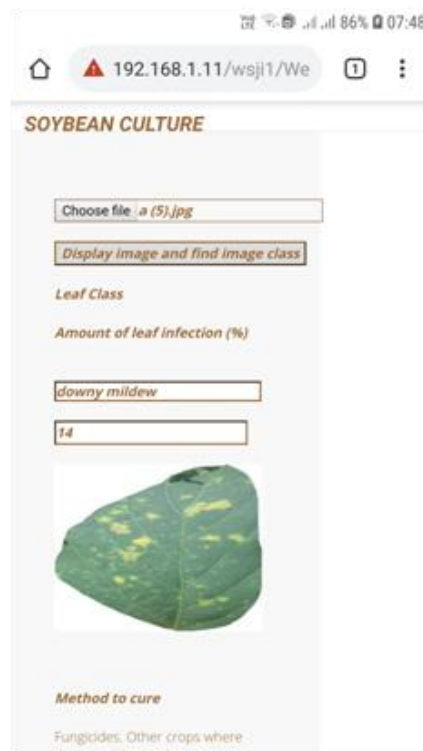 86% 07:48
192.168.1.11/wsji1/We
1
SOYBEAN CULTURE
Choose file a (5).jpg
Display image and find image class
Leaf Class
Amount of leaf infection (%)
downy mildew
14
Method to cure
Fungicides. Other crops where